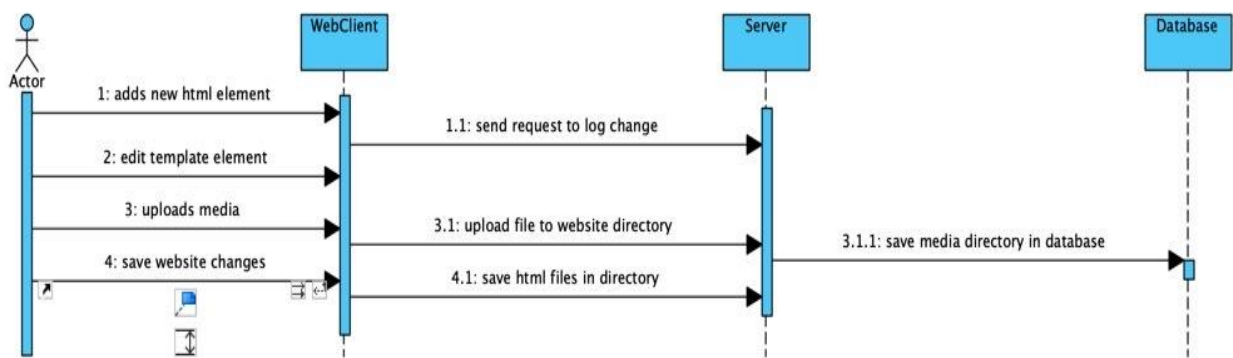 WebClient
Server
Database
Actor
1: adds new html element
1.1: send request to log change
2: edit template element
3: uploads media
3.1: upload file to website directory
3.1.1: save media directory in database
4: save website changes
4.1: save html files in directory